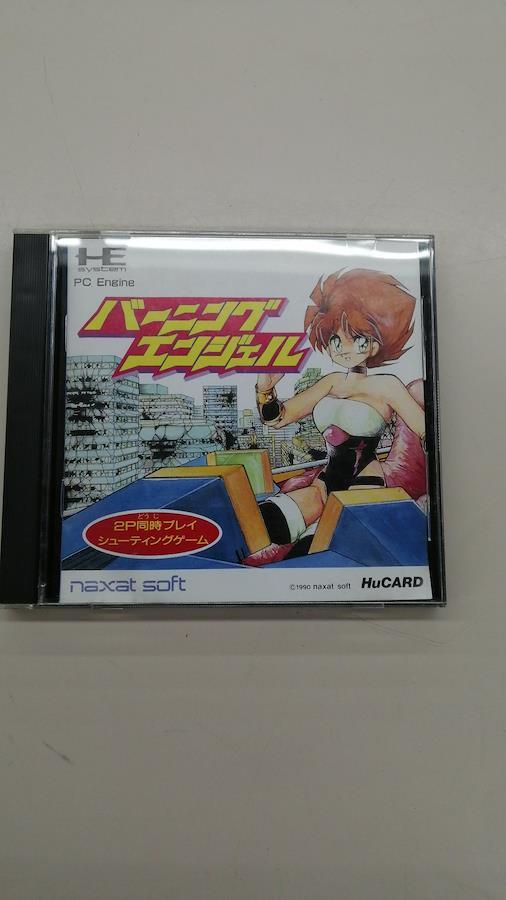 HE
system
PC Engine
バーニング
エンジェル
どうじ
2P同時プレイ
シューティングゲーム
naxat soft
©1990 naxat soft
HuCARD